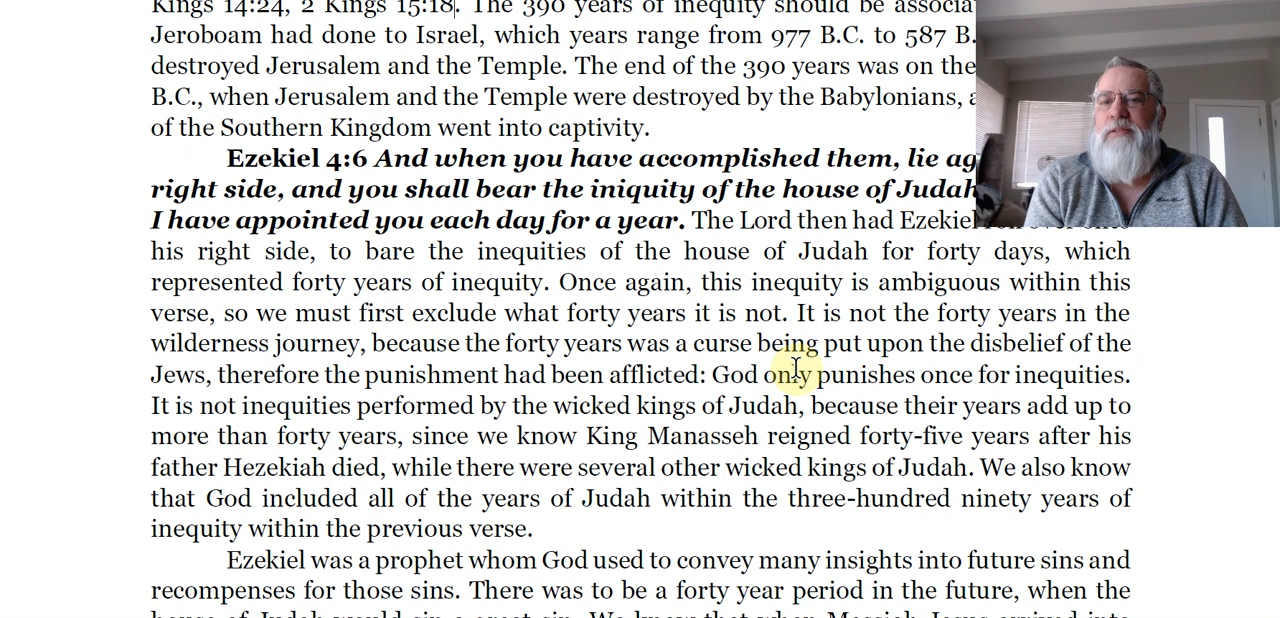 Kings 14:24, 2 Kings 15:18. The 390 years of inequity should be associa
Jeroboam had done to Israel, which years range from 977 B.C. to 587 B.
destroyed Jerusalem and the Temple. The end of the 390 years was on the
B.C., when Jerusalem and the Temple were destroyed by the Babylonians, a
of the Southern Kingdom went into captivity.
Ezekiel 4:6 And when you have accomplished them, lie ag
right side, and you shall bear the iniquity of the house of Judah
I have appointed you each day for a year. The Lord then had Ezekiel
his right side, to bare the inequities of the house of Judah for forty days, which
represented forty years of inequity. Once again, this inequity is ambiguous within this
verse, so we must first exclude what forty years it is not. It is not the forty years in the
wilderness journey, because the forty years was a curse being put upon the disbelief of the
Jews, therefore the punishment had been afflicted: God only punishes once for inequities.
It is not inequities performed by the wicked kings of Judah, because their years add up to
more than forty years, since we know King Manasseh reigned forty-five years after his
father Hezekiah died, while there were several other wicked kings of Judah. We also know
that God included all of the years of Judah within the three-hundred ninety years of
inequity within the previous verse.
Ezekiel was a prophet whom God used to convey many insights into future sins and
recompenses for those sins. There was to be a forty year period in the future, when the